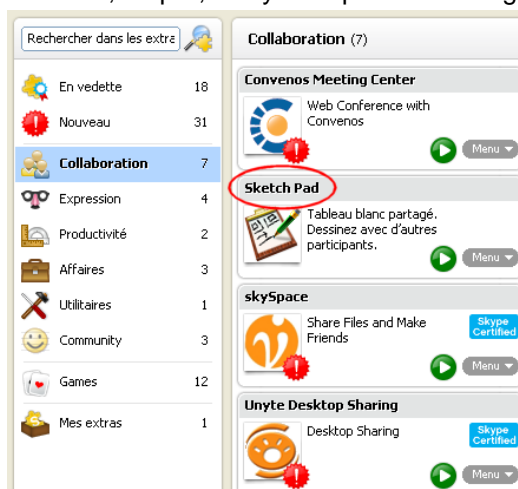 Rechercher dans les extra
En vedette 18
Nouveau 31
Collaboration 7
Expression 4
Productivité 2
Affaires 3
Utilitaires 1
Community 3
Games 12
Mes extras 1
Collaboration (7)
Convenos Meeting Center
Web Conference with
Convenos
Menu
Sketch Pad
Tableau blanc partagé.
Dessinez avec d'autres
participants.
Menu
skySpace
Share Files and Make
Friends
Skype
Certified
Menu
Unyte Desktop Sharing
Desktop Sharing
Skype
Certified
Menu